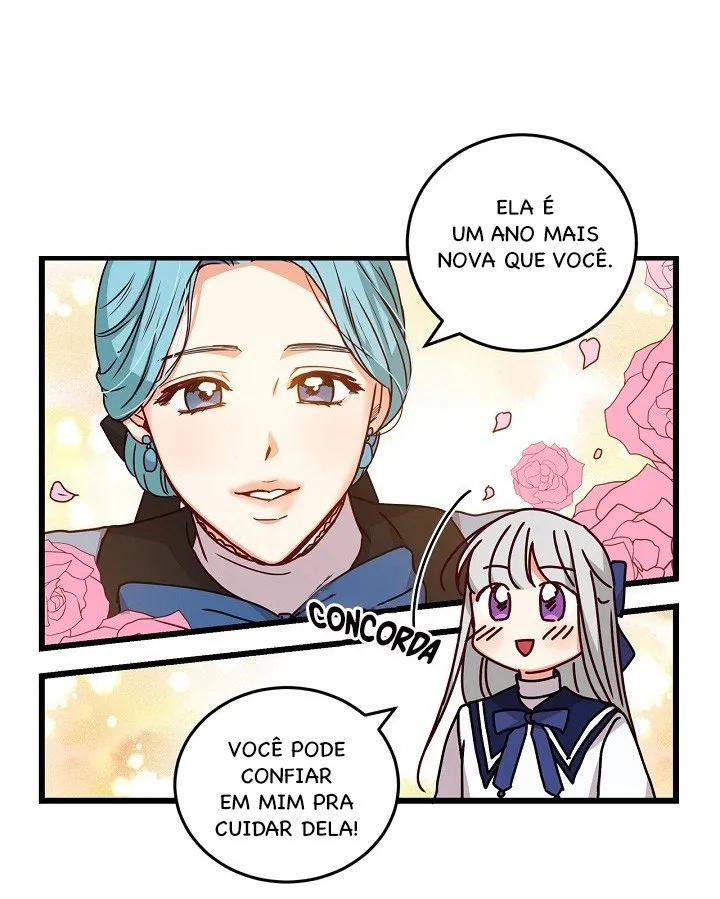 ELA É
UM ANO MAIS
NOVA QUE VOCÊ.
CONCORDA
VOCÊ PODE
CONFIAR
EM MIM PRA
CUIDAR DELA!